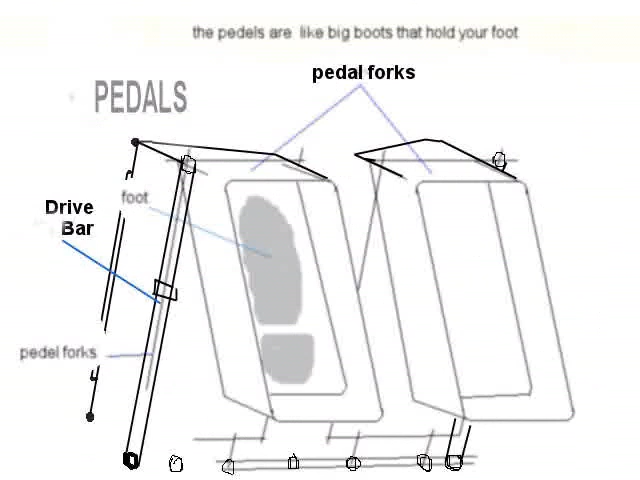 the pedels are like big boots that hold your foot
pedal forks
PEDALS
foot
Drive
Bar
pedel forks